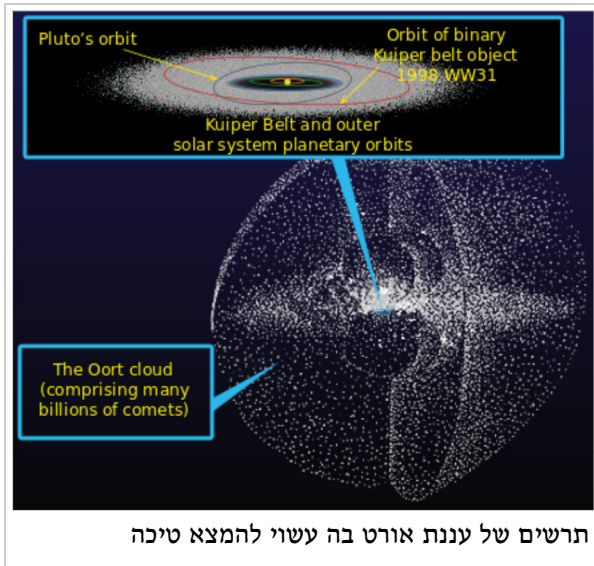 Pluto's orbit
Orbit of binary
Kuiper belt object
1998 WW31
Kuiper Belt and outer
solar system planetary orbits
The Oort cloud
(comprising many
billions of comets)
תרשים של עננת אורט בה עשוי להמצא טיכה